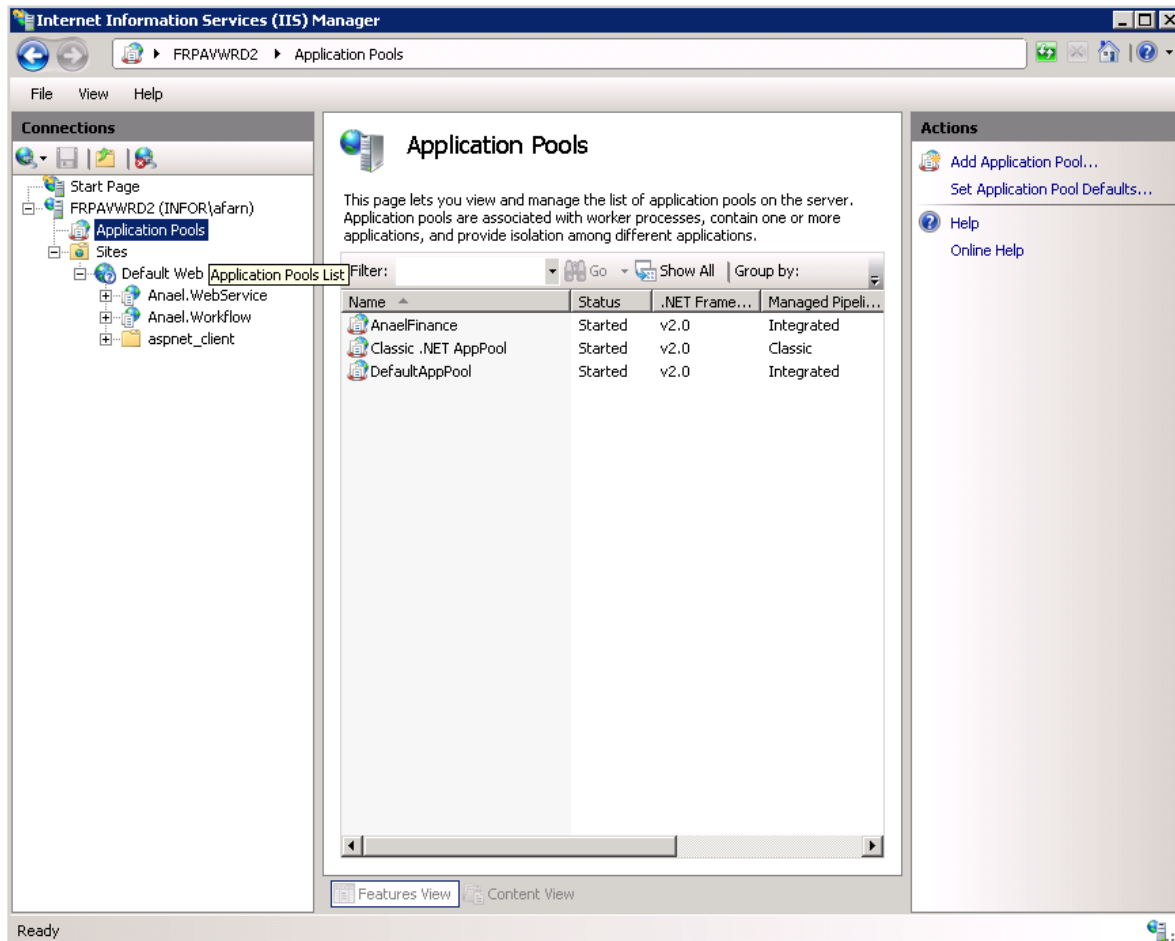 Internet Information Services (IIS) Manager
FRPAVWRD2 Application Pools
File View Help
Connections
Start Page
FRPAVWRD2 (INFOR\afarn)
Application Pools
Sites
Default Web
Application Pools List
Anael.WebService
Anael.Workflow
aspnet_client
Application Pools
This page lets you view and manage the list of application pools on the server.
Application pools are associated with worker processes, contain one or more
applications, and provide isolation among different applications.
Filter: Go Show All Group by:
Name Status .NET Frame... Managed Pipeli...
AnaelFinance Started v2.0 Integrated
Classic .NET AppPool Started v2.0 Classic
DefaultAppPool Started v2.0 Integrated
Features View Content View
Actions
Add Application Pool...
Set Application Pool Defaults...
Help
Online Help
Ready